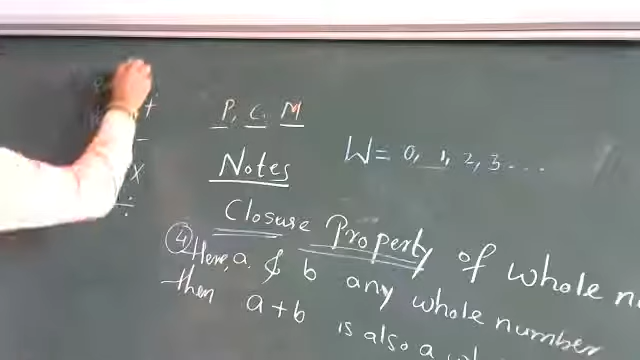 +
-
×
÷
P, C, M
W = 0, 1, 2, 3 ...
Notes
Closure Property of whole
④ Here, a & b any whole number
then a + b is also a